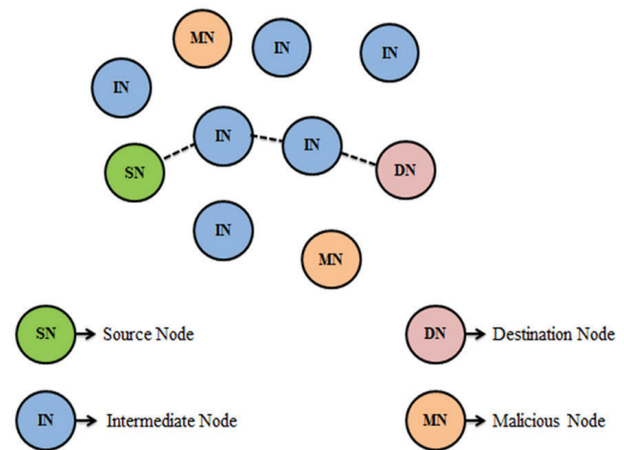 MN
IN
IN
IN
IN
IN
SN
DN
IN
MN
SN Source Node
DN Destination Node
IN Intermediate Node
MN Malicious Node